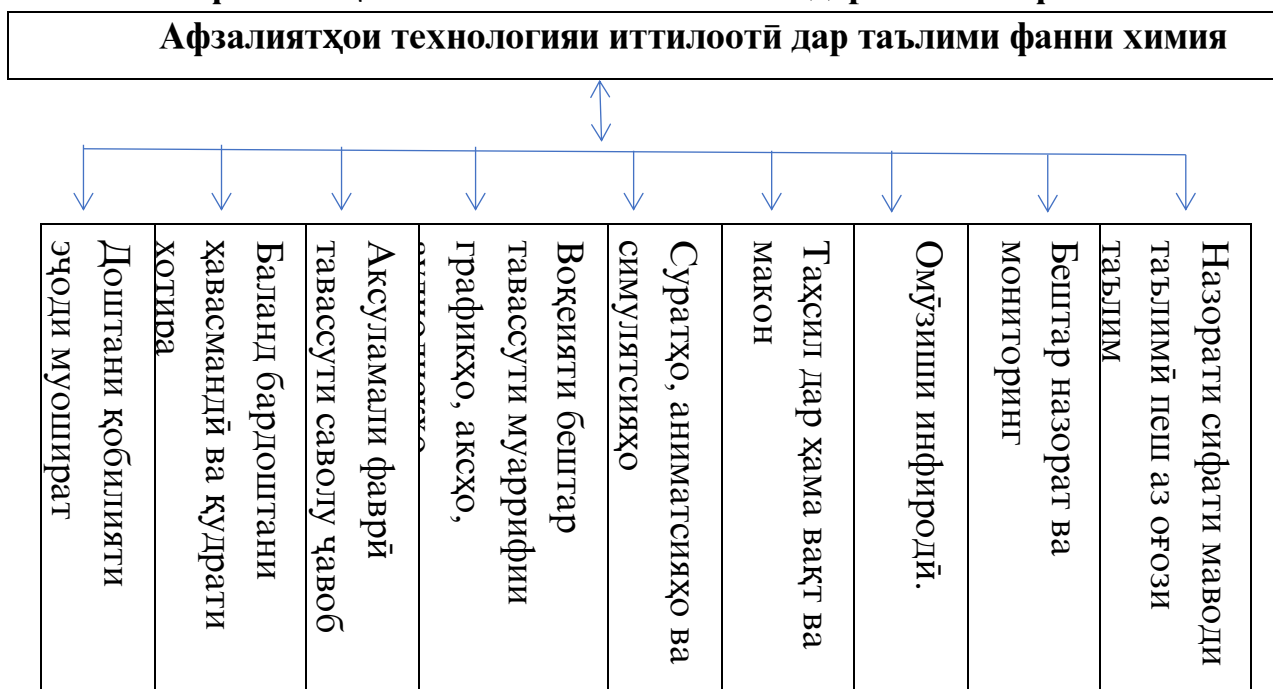 Афзалиятҳои технологияи иттилоотӣ дар таълими фанни химия
Доштани қобилияти
эҷоди муошират
Баланд бардоштани
ҳавасмандӣ ва қудрати
хотира
Аксуламали фаврӣ
тавассути саволу ҷавоб
Воқеияти бештар
тавассути муаррифии
графикҳо, аксҳо,
Суратҳо, аниматсияҳо ва
симулятсияҳо
Таҳсил дар ҳама вақт ва
макон
Омӯзиши инфиродӣ.
Бештар назорат ва
мониторинг
Назорати сифати маводи
таълимӣ пеш аз оғози
таълим